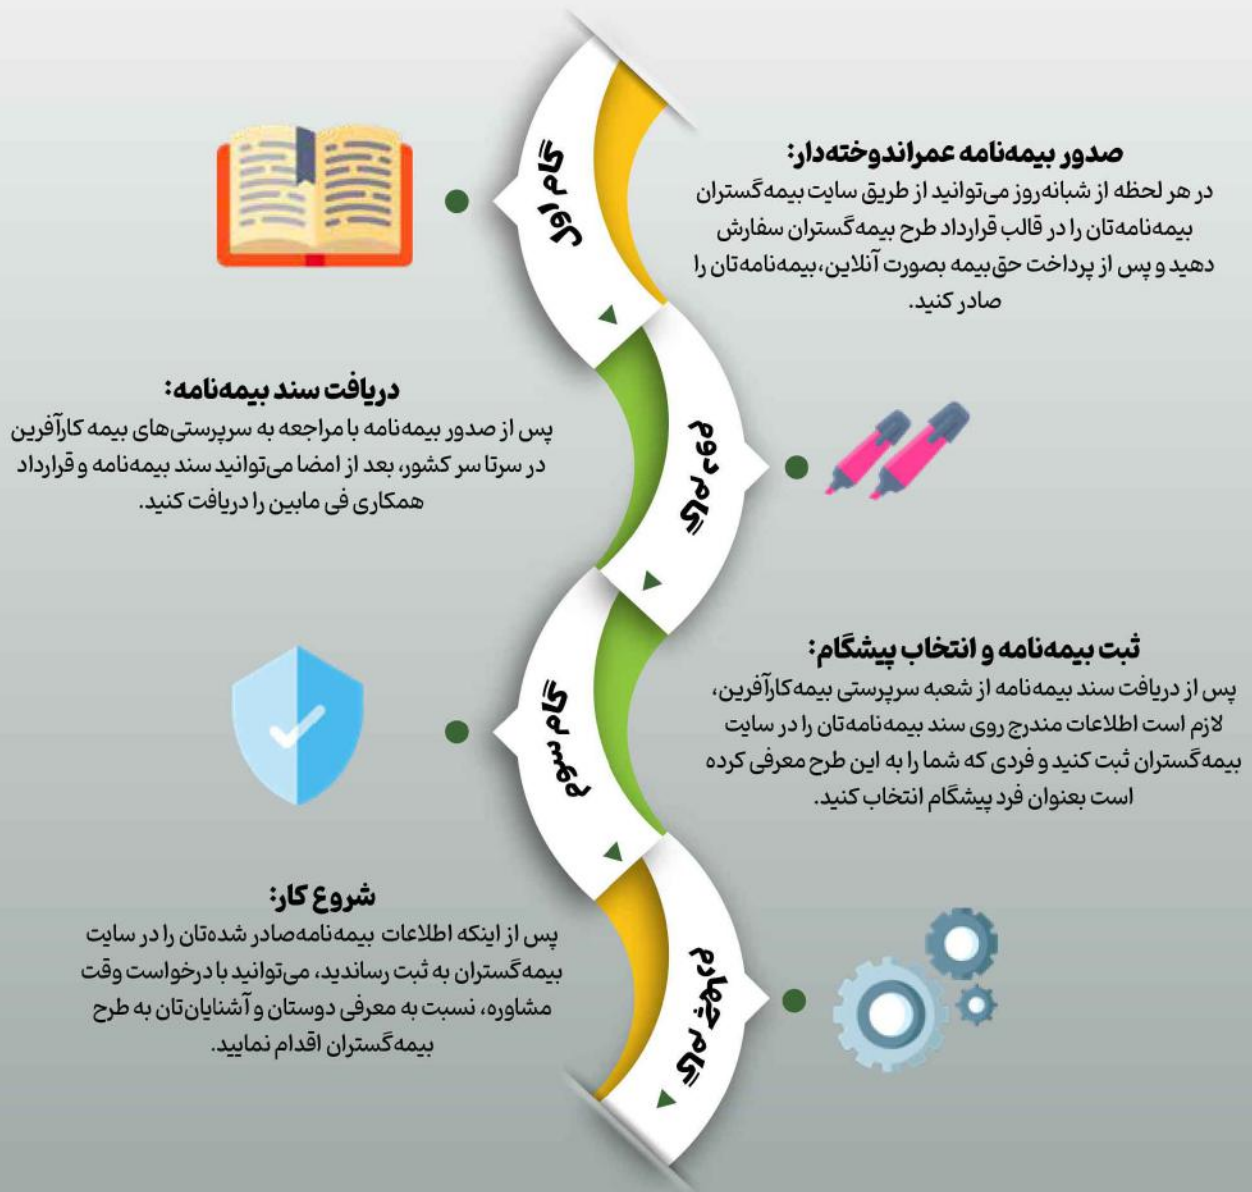 گام اول
صدور بیمه‌نامه عمراندوخته‌دار:
در هر لحظه از شبانه‌روز می‌توانید از طریق سایت بیمه‌گستران
بیمه‌نامه‌تان را در قالب قرارداد طرح بیمه‌گستران سفارش
دهید و پس از پرداخت حق‌بیمه بصورت آنلاین،بیمه‌نامه‌تان را
صادر کنید.
گام دوم
دریافت سند بیمه‌نامه:
پس از صدور بیمه‌نامه با مراجعه به سرپرستی‌های بیمه کارآفرین
در سرتا سر کشور، بعد از امضا می‌توانید سند بیمه‌نامه و قرارداد
همکاری فی مابین را دریافت کنید.
گام سوم
ثبت بیمه‌نامه و انتخاب پیشگام:
پس از دریافت سند بیمه‌نامه از شعبه سرپرستی بیمه‌کارآفرین،
لازم است اطلاعات مندرج روی سند بیمه‌نامه‌تان را در سایت
بیمه‌گستران ثبت کنید و فردی که شما را به این طرح معرفی کرده
است بعنوان فرد پیشگام انتخاب کنید.
گام چهارم
شروع کار:
پس از اینکه اطلاعات بیمه‌نامه‌صادر شده‌تان را در سایت
بیمه‌گستران به ثبت رساندید، می‌توانید با درخواست وقت
مشاوره، نسبت به معرفی دوستان و آشنایان‌تان به طرح
بیمه‌گستران اقدام نمایید.